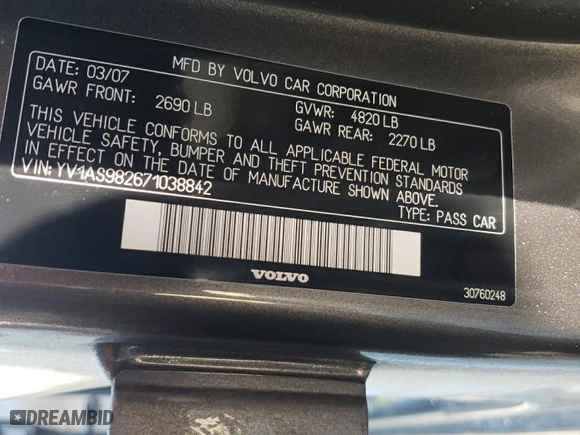 DATE: 03/07 MFD BY VOLVO CAR CORPORATION
GAWR FRONT: 2690 LB GVWR: 4820 LB
GAWR REAR: 2270 LB
THIS VEHICLE CONFORMS TO ALL APPLICABLE FEDERAL MOTOR
VEHICLE SAFETY, BUMPER AND THEFT PREVENTION STANDARDS
IN EFFECT ON THE DATE OF MANUFACTURE SHOWN ABOVE.
VIN: YV1AS982671038842 TYPE: PASS CAR
VOLVO
30760248
DREAMBID